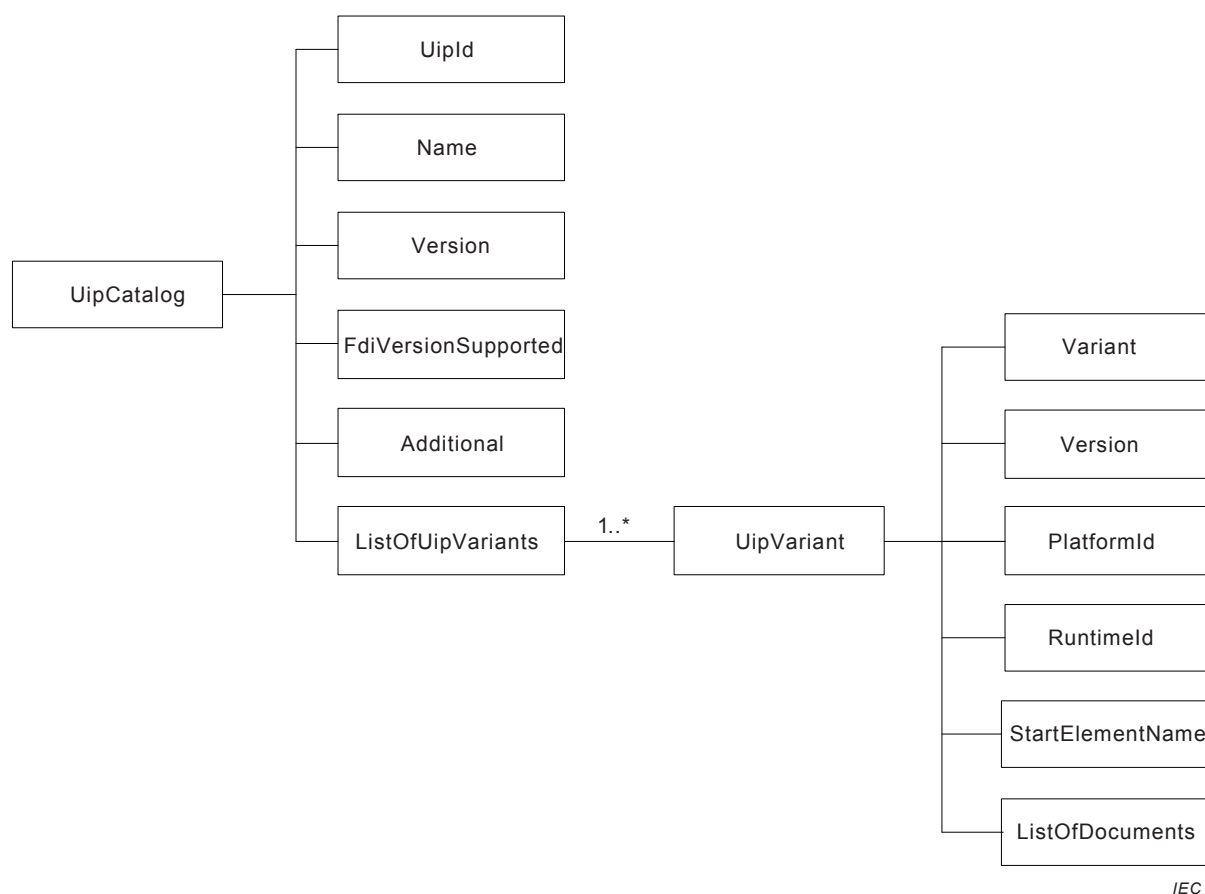 UipCatalog
UipId
Name
Version
FdiVersionSupported
Additional
ListOfUipVariants
1..*
UipVariant
Variant
Version
PlatformId
RuntimeId
StartElementName
ListOfDocuments
IEC